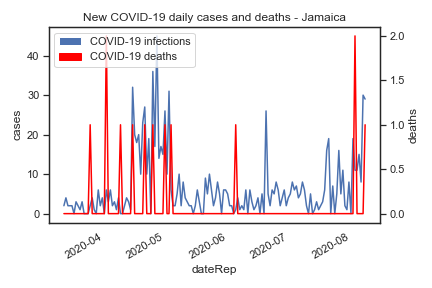 New COVID-19 daily cases and deaths - Jamaica
COVID-19 infections
COVID-19 deaths
cases
40
30
20
10
0
deaths
2.0
1.5
1.0
0.5
0.0
2020-04
2020-05
2020-06
2020-07
2020-08
dateRep